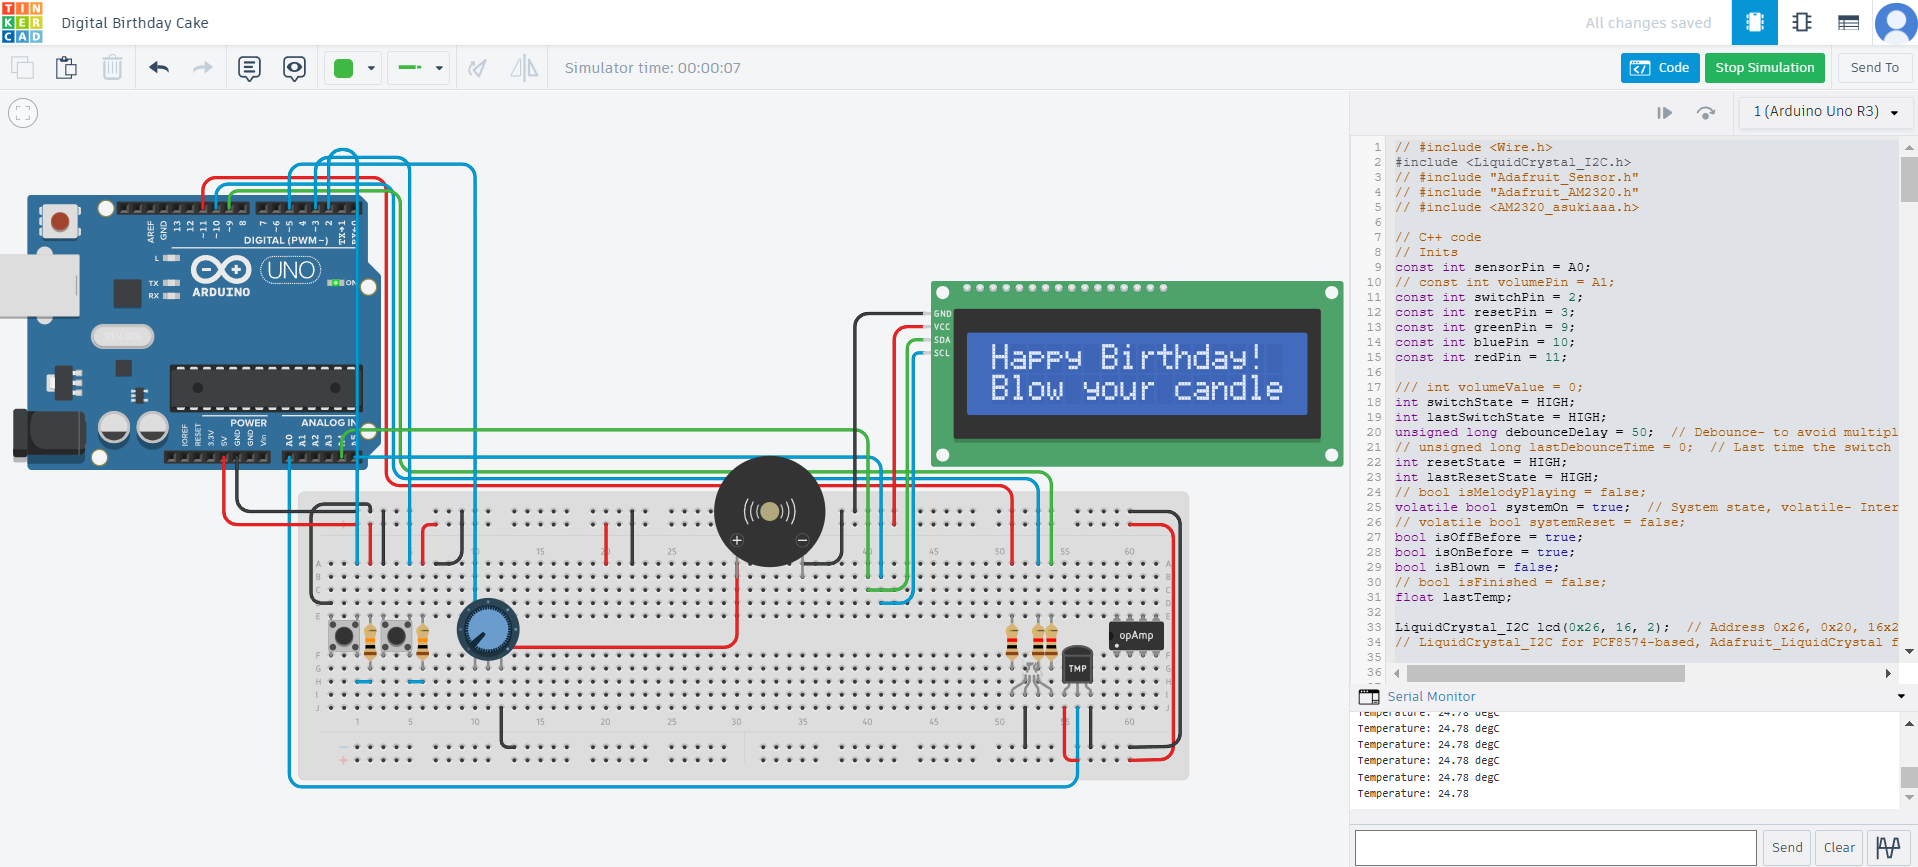 TIN
KER
CAD
Digital Birthday Cake
All changes saved
Simulator time: 00:00:07
Code
Stop Simulation
Send To
1 (Arduino Uno R3)
AREF
GND
13
12
~11
~10
~9
8
7
~6
~5
4
~3
2
TX→1
DIGITAL (PWM~)
L
TX
RX
ARDUINO
UNO
ON
POWER
ANALOG IN
IOREF
RESET
3.3V
5V
GND
GND
Vin
A0
A1
A2
A3
GND
VCC
SDA
SCL
Happy Birthday!
Blow your candle
opAmp
TMP
1 // #include <Wire.h>
2 #include <LiquidCrystal_I2C.h>
3 // #include "Adafruit_Sensor.h"
4 // #include "Adafruit_AM2320.h"
5 // #include <AM2320_asukiaaa.h>
6
7 // C++ code
8 // Inits
9 const int sensorPin = A0;
10 // const int volumePin = A1;
11 const int switchPin = 2;
12 const int resetPin = 3;
13 const int greenPin = 9;
14 const int bluePin = 10;
15 const int redPin = 11;
16
17 /// int volumeValue = 0;
18 int switchState = HIGH;
19 int lastSwitchState = HIGH;
20 unsigned long debounceDelay = 50;  // Debounce- to avoid multipl
21 // unsigned long lastDebounceTime = 0;  // Last time the switch
22 int resetState = HIGH;
23 int lastResetState = HIGH;
24 // bool isMelodyPlaying = false;
25 volatile bool systemOn = true;  // System state, volatile- Inter
26 // volatile bool systemReset = false;
27 bool isOffBefore = true;
28 bool isOnBefore = true;
29 bool isBlown = false;
30 // bool isFinished = false;
31 float lastTemp;
32
33 LiquidCrystal_I2C lcd(0x26, 16, 2);  // Address 0x26, 0x20, 16x2
34 // LiquidCrystal_I2C for PCF8574-based, Adafruit_LiquidCrystal f
35
36
Serial Monitor
Temperature: 24.78 degC
Temperature: 24.78 degC
Temperature: 24.78 degC
Temperature: 24.78 degC
Temperature: 24.78 degC
Temperature: 24.78
Send
Clear